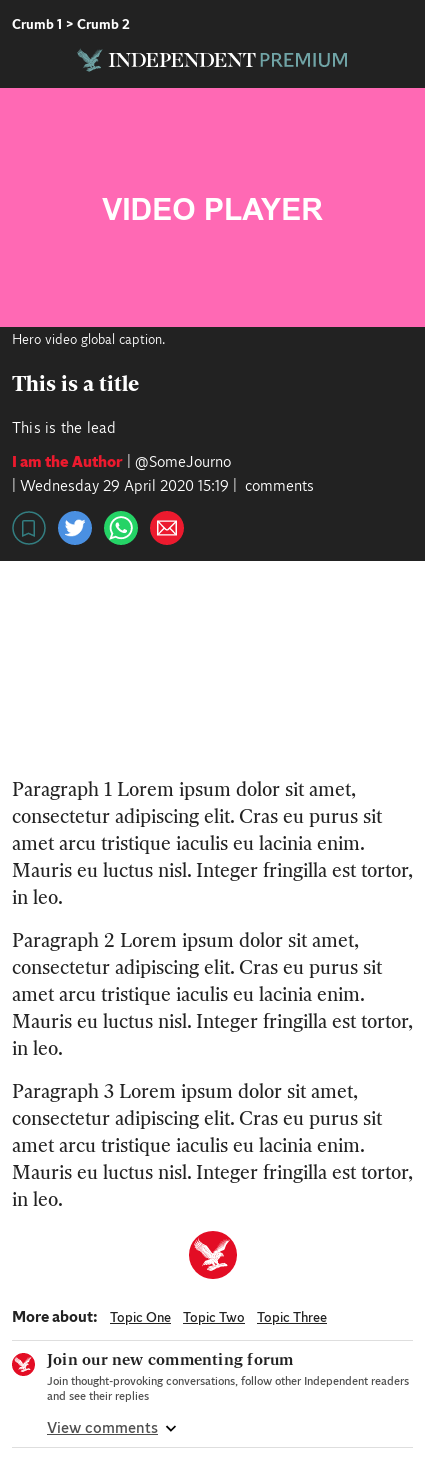 Crumb 1 > Crumb 2
INDEPENDENT PREMIUM
VIDEO PLAYER
Hero video global caption.
This is a title
This is the lead
I am the Author | @SomeJourno
| Wednesday 29 April 2020 15:19 | comments
Paragraph 1 Lorem ipsum dolor sit amet,
consectetur adipiscing elit. Cras eu purus sit
amet arcu tristique iaculis eu lacinia enim.
Mauris eu luctus nisl. Integer fringilla est tortor,
in leo.
Paragraph 2 Lorem ipsum dolor sit amet,
consectetur adipiscing elit. Cras eu purus sit
amet arcu tristique iaculis eu lacinia enim.
Mauris eu luctus nisl. Integer fringilla est tortor,
in leo.
Paragraph 3 Lorem ipsum dolor sit amet,
consectetur adipiscing elit. Cras eu purus sit
amet arcu tristique iaculis eu lacinia enim.
Mauris eu luctus nisl. Integer fringilla est tortor,
in leo.
More about: Topic One Topic Two Topic Three
Join our new commenting forum
Join thought-provoking conversations, follow other Independent readers
and see their replies
View comments